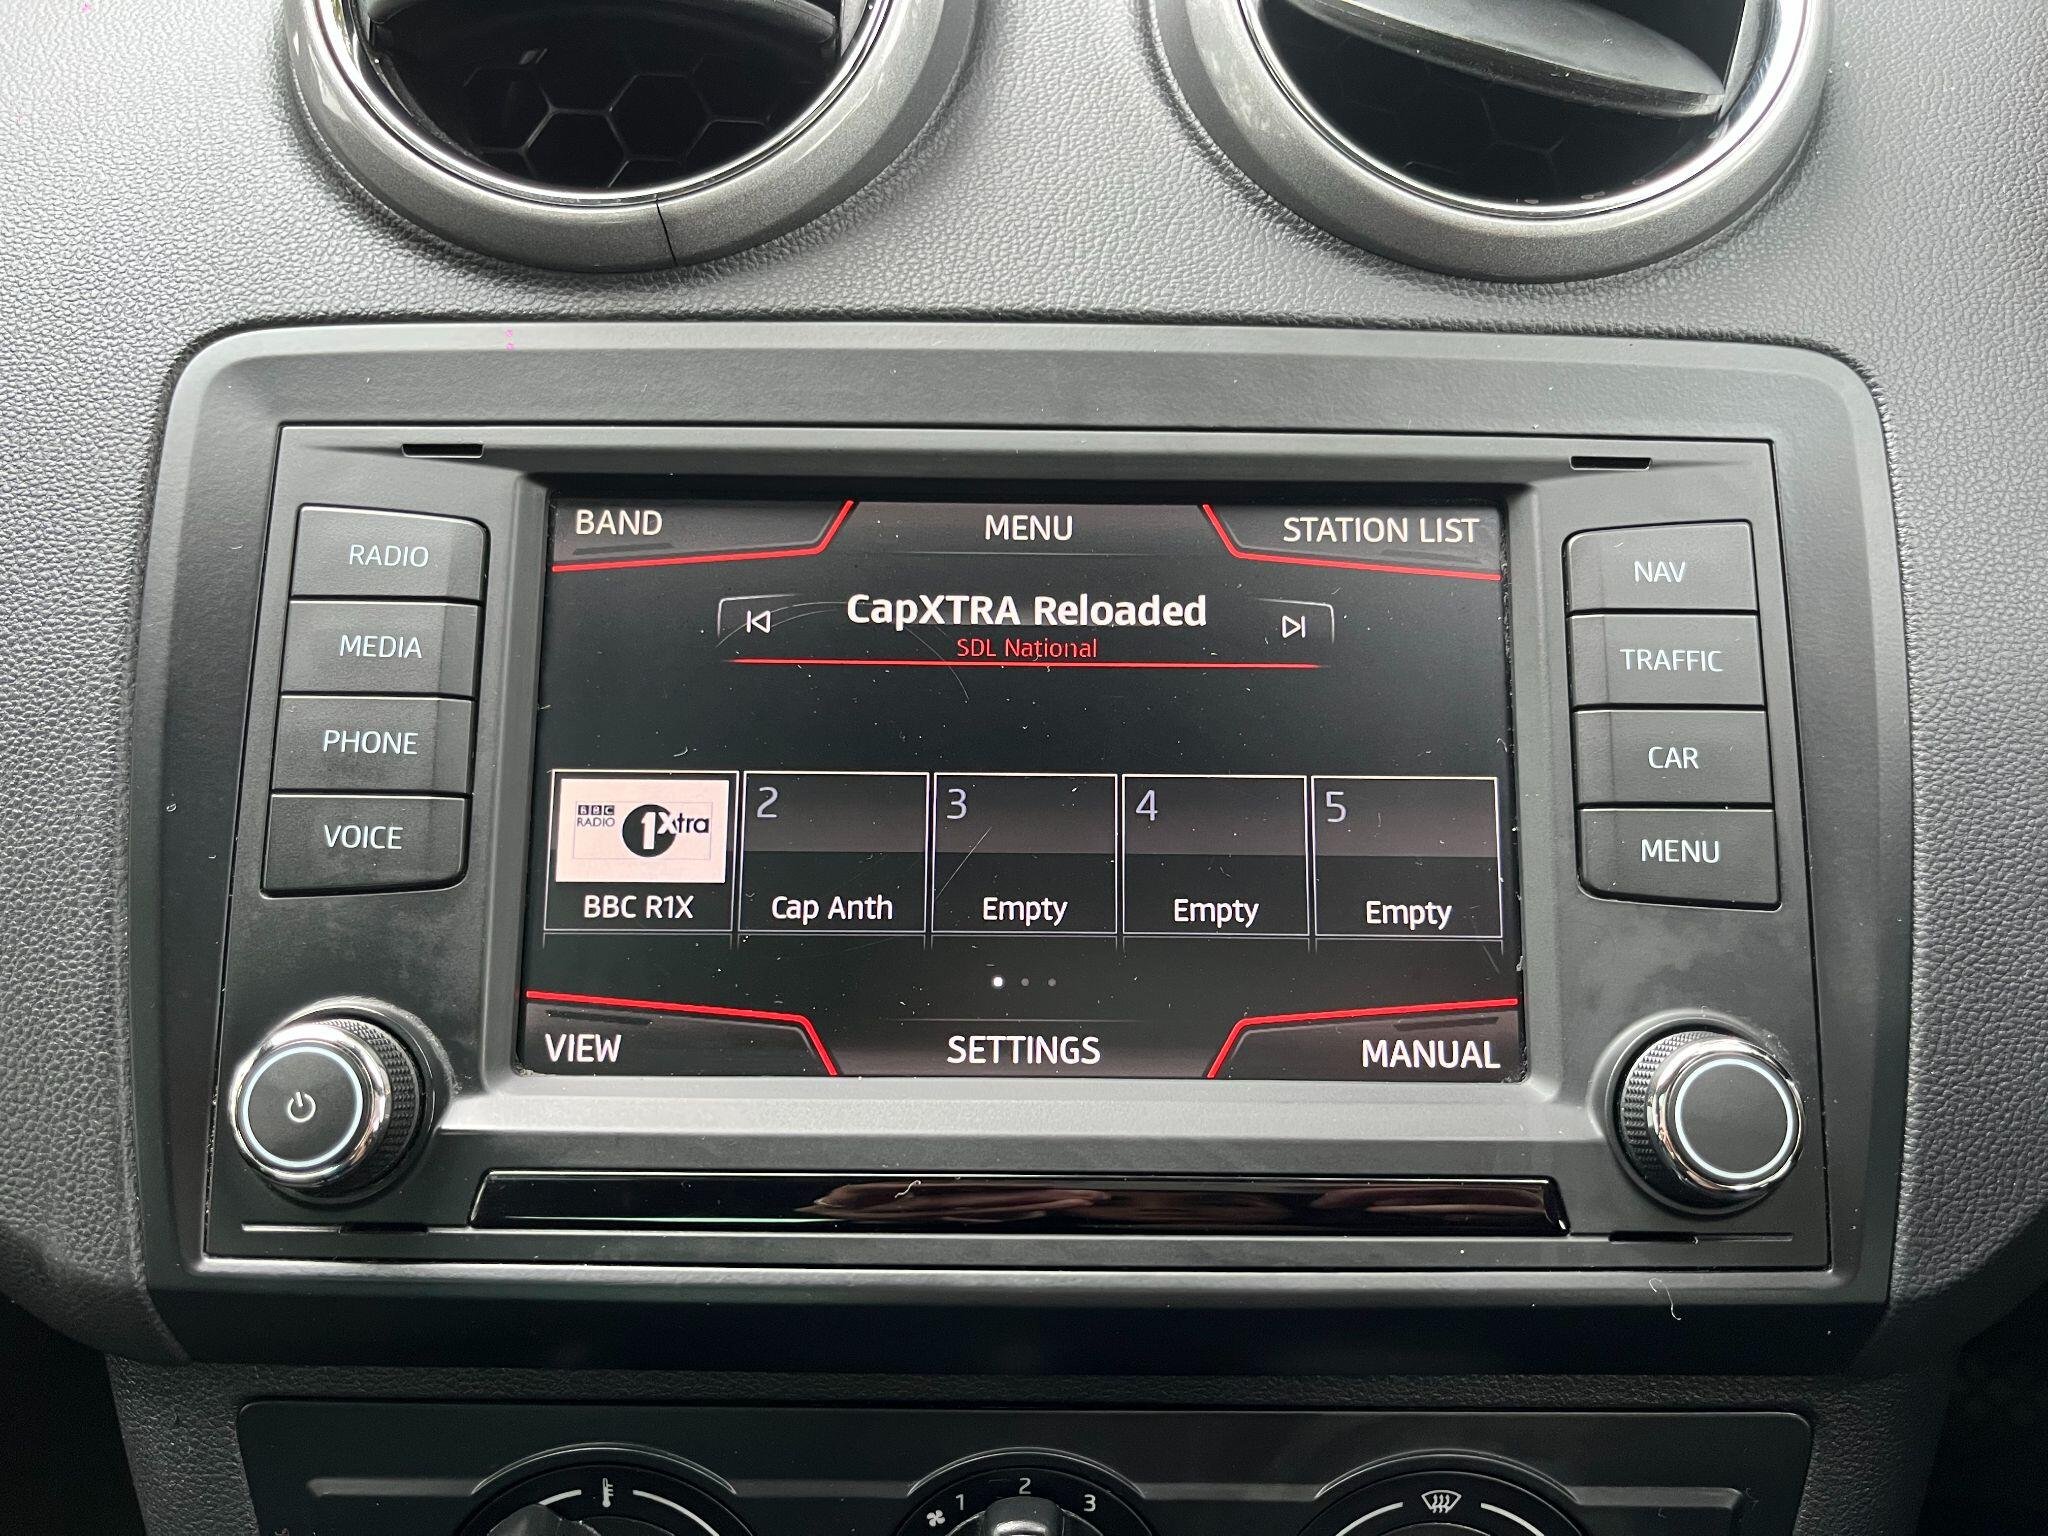 BAND
MENU
STATION LIST
CapXTRA Reloaded
SDL National
RADIO
MEDIA
PHONE
VOICE
NAV
TRAFFIC
CAR
MENU
BBC
RADIO
1Xtra
BBC R1X
2
Cap Anth
3
Empty
4
Empty
5
Empty
VIEW
SETTINGS
MANUAL
1 2 3